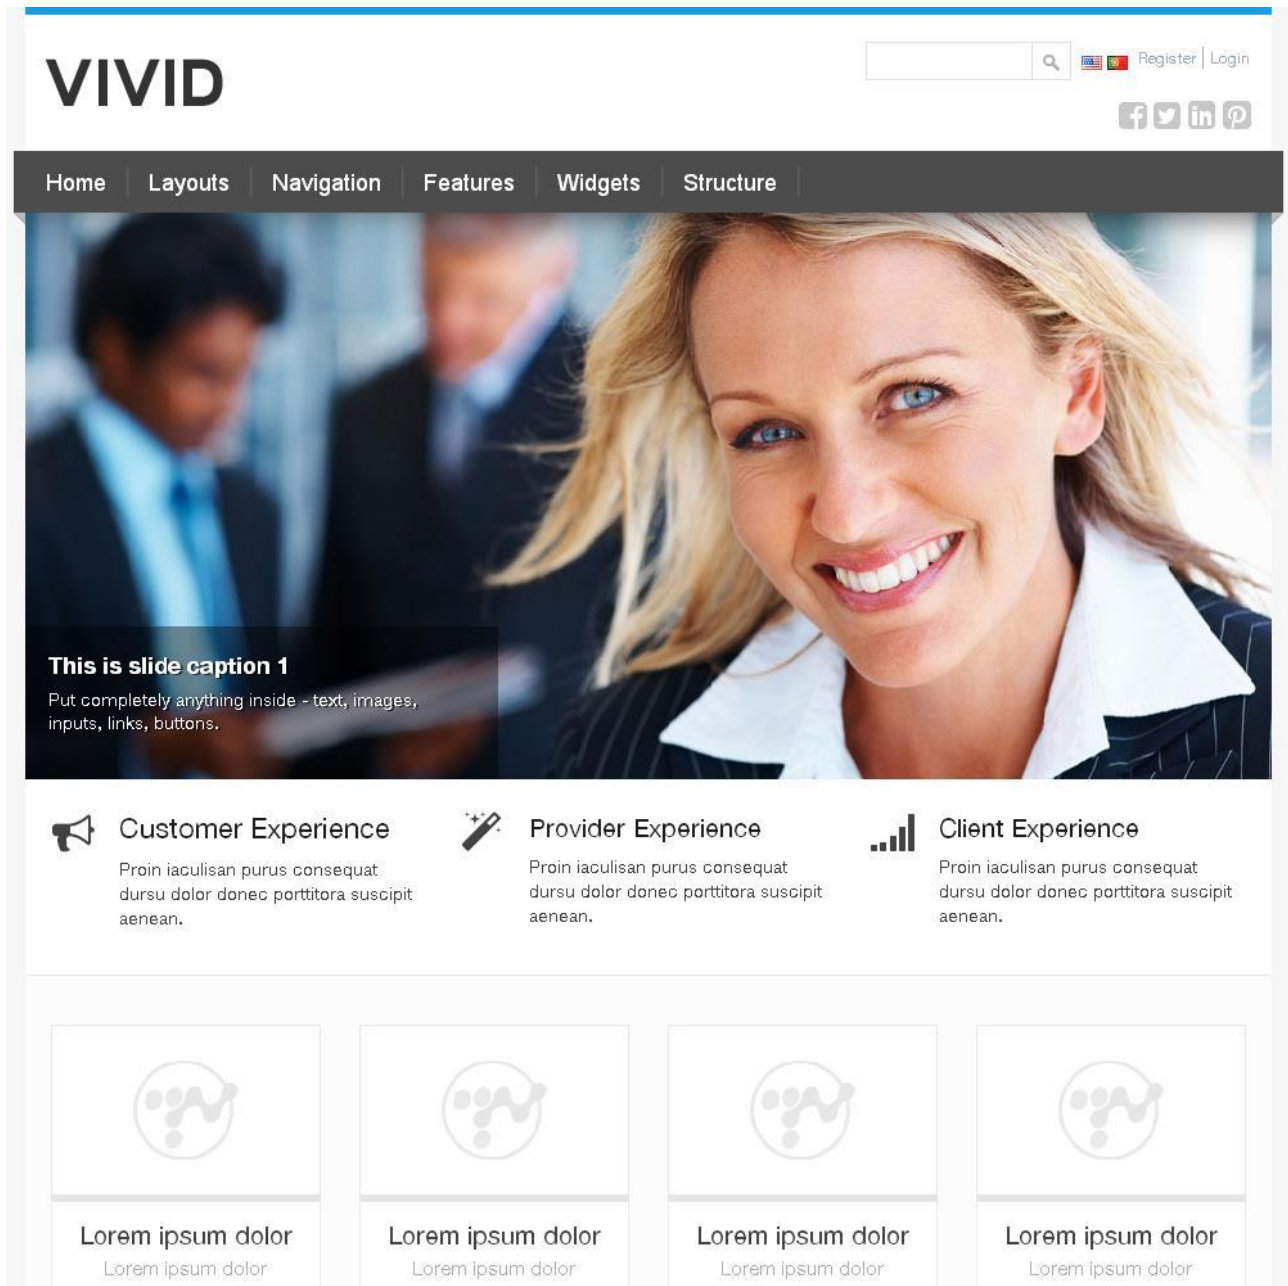 VIVID
Register | Login
Home Layouts Navigation Features Widgets Structure
This is slide caption 1
Put completely anything inside - text, images,
inputs, links, buttons.
Customer Experience
Proin iaculisan purus consequat
dursu dolor donec porttitora suscipit
aenean.
Provider Experience
Proin iaculisan purus consequat
dursu dolor donec porttitora suscipit
aenean.
Client Experience
Proin iaculisan purus consequat
dursu dolor donec porttitora suscipit
aenean.
Lorem ipsum dolor
Lorem ipsum dolor
Lorem ipsum dolor
Lorem ipsum dolor
Lorem ipsum dolor
Lorem ipsum dolor
Lorem ipsum dolor
Lorem ipsum dolor